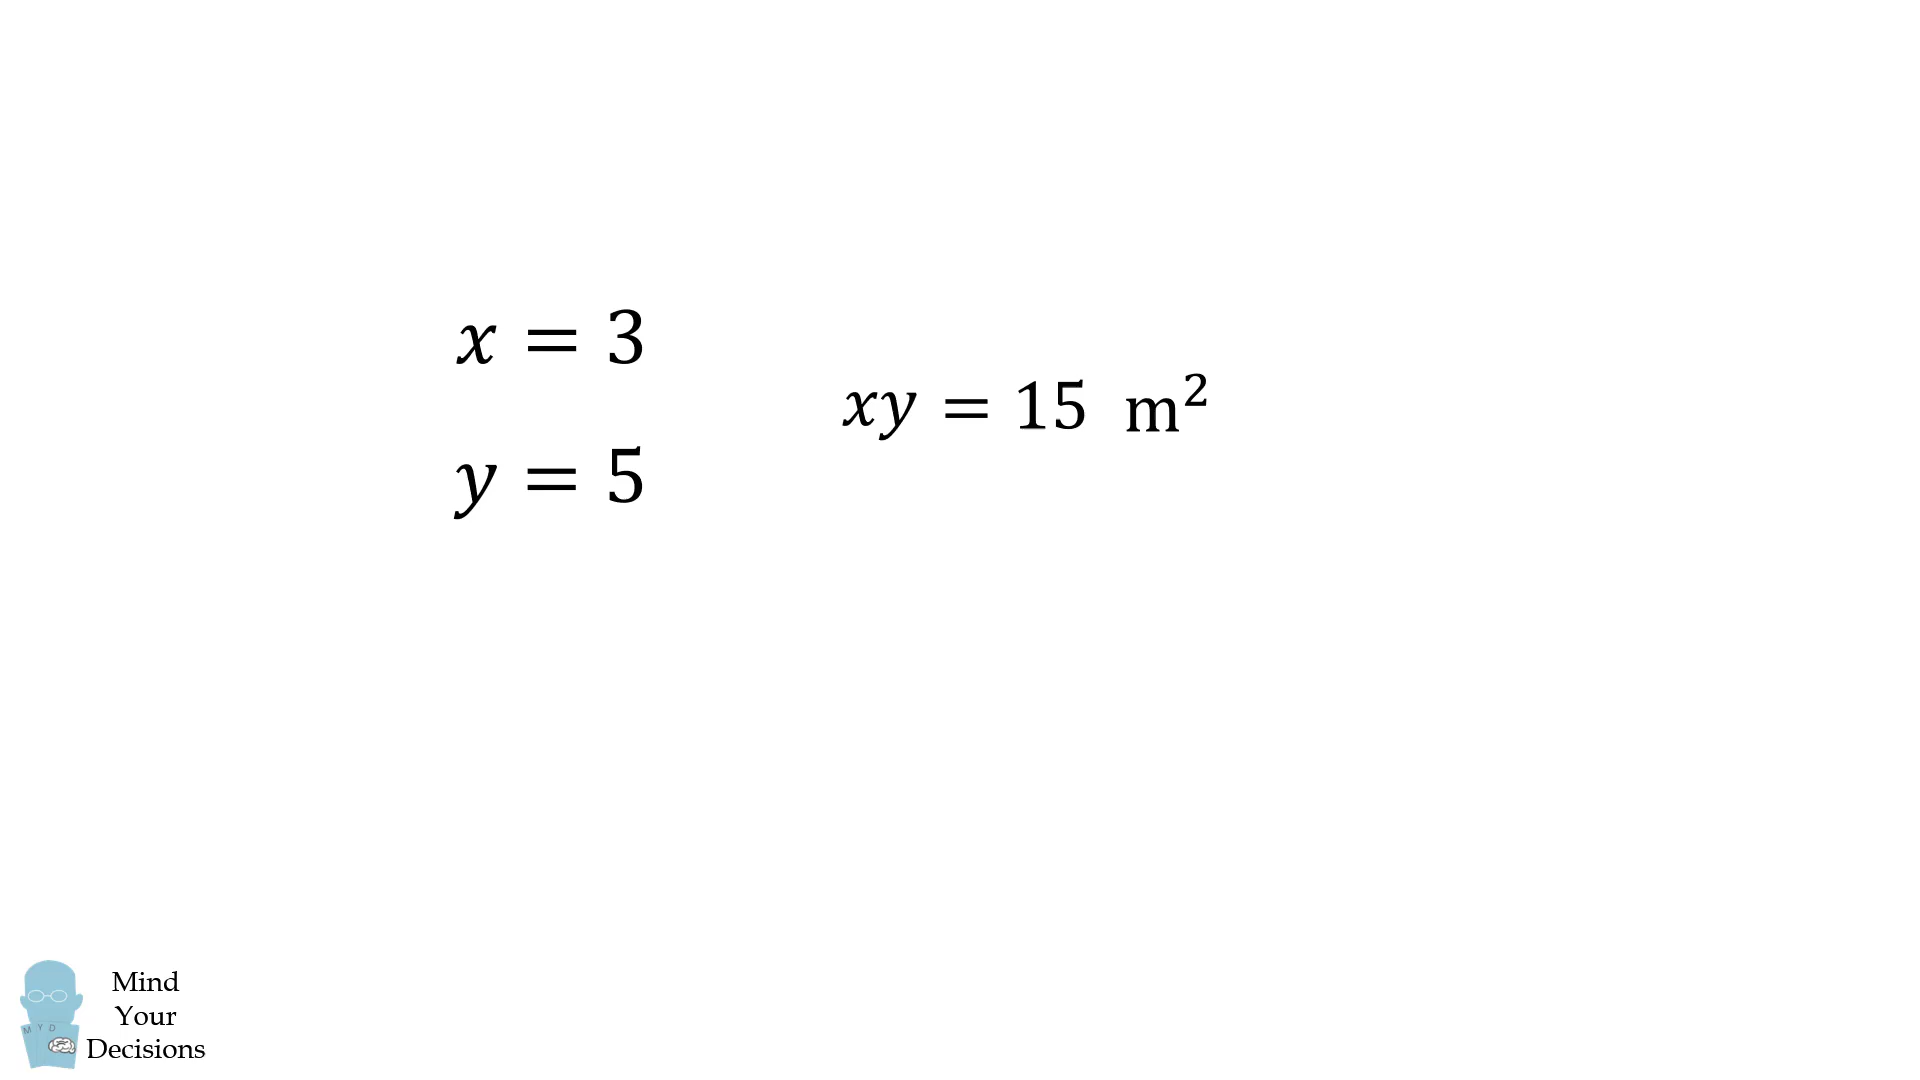 x = 3
y = 5
xy = 15 m²
M Y D
Mind
Your
Decisions